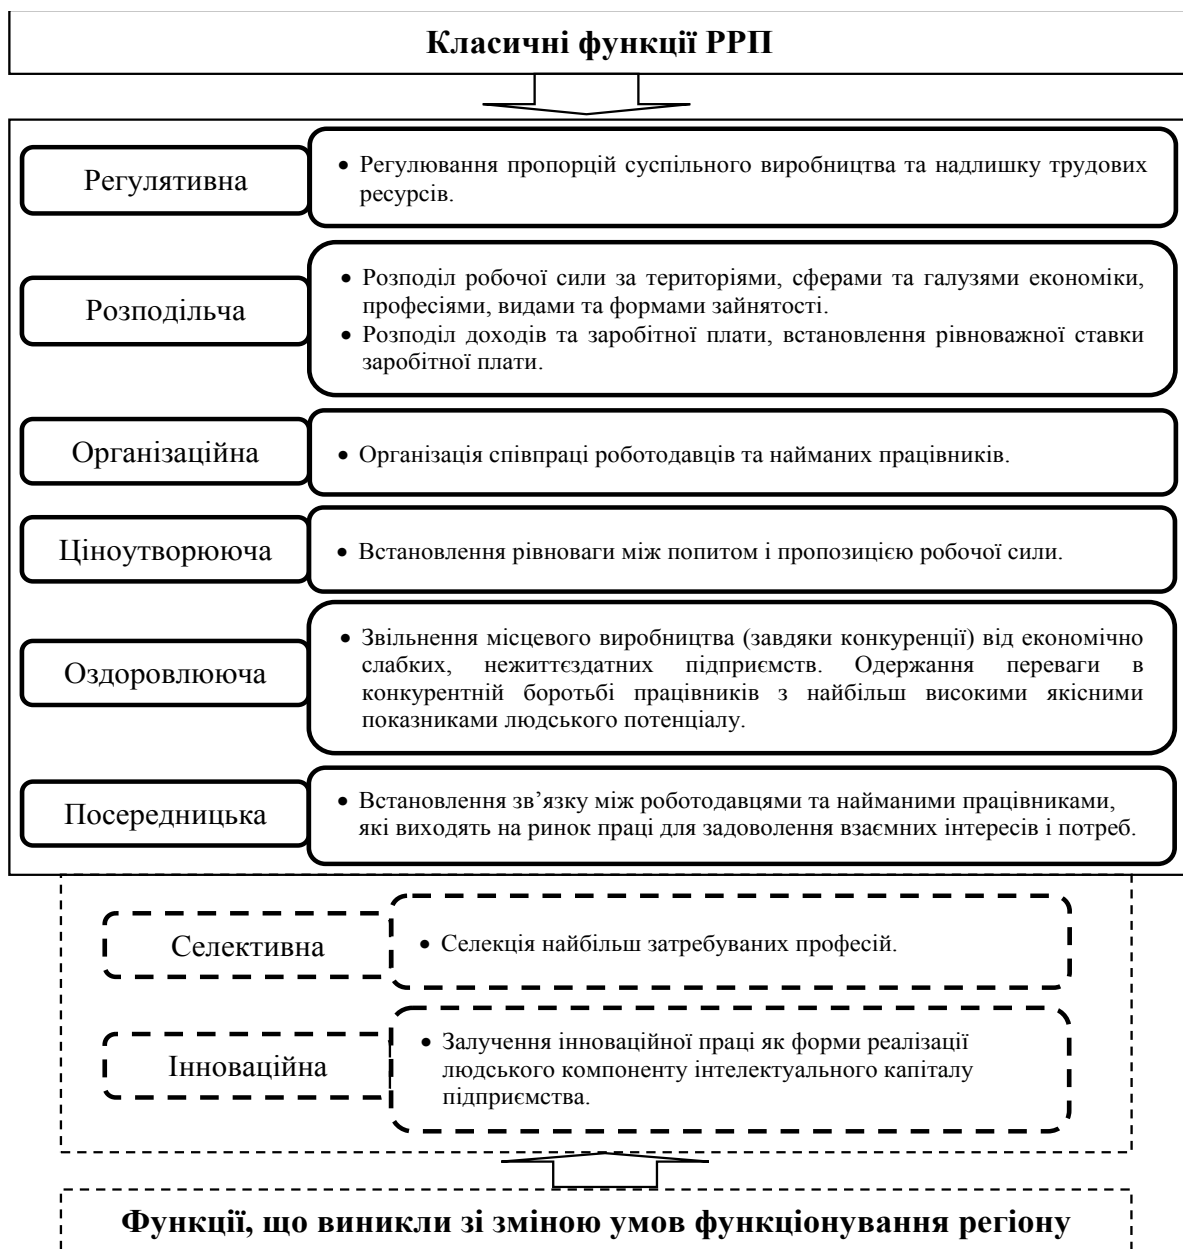 Класичні функції РРП
Регулятивна
• Регулювання пропорцій суспільного виробництва та надлишку трудових
ресурсів.
Розподільча
• Розподіл робочої сили за територіями, сферами та галузями економіки,
професіями, видами та формами зайнятості.
• Розподіл доходів та заробітної плати, встановлення рівноважної ставки
заробітної плати.
Організаційна
• Організація співпраці роботодавців та найманих працівників.
Ціноутворююча
• Встановлення рівноваги між попитом і пропозицією робочої сили.
Оздоровлююча
• Звільнення місцевого виробництва (завдяки конкуренції) від економічно
слабких, нежиттєздатних підприємств. Одержання переваги в
конкурентній боротьбі працівників з найбільш високими якісними
показниками людського потенціалу.
Посередницька
• Встановлення зв’язку між роботодавцями та найманими працівниками,
які виходять на ринок праці для задоволення взаємних інтересів і потреб.
Селективна
• Селекція найбільш затребуваних професій.
Інноваційна
• Залучення інноваційної праці як форми реалізації
людського компоненту інтелектуального капіталу
підприємства.
Функції, що виникли зі зміною умов функціонування регіону